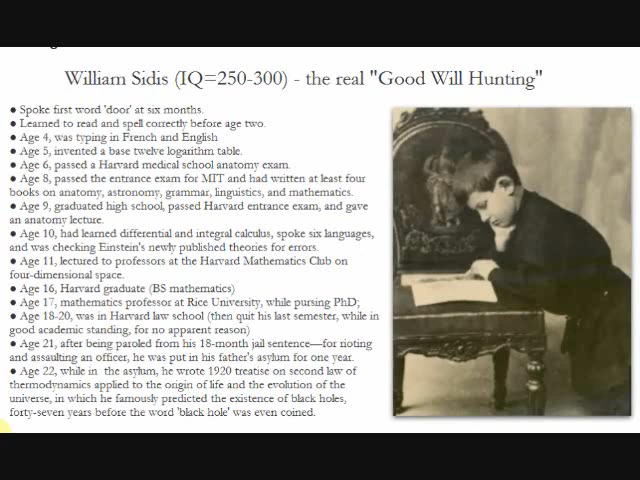 William Sidis (IQ=250-300) - the real "Good Will Hunting"
● Spoke first word 'door' at six months.
● Learned to read and spell correctly before age two.
● Age 4, was typing in French and English
● Age 5, invented a base twelve logarithm table.
● Age 6, passed a Harvard medical school anatomy exam.
● Age 8, passed the entrance exam for MIT and had written at least four
books on anatomy, astronomy, grammar, linguistics, and mathematics.
● Age 9, graduated high school, passed Harvard entrance exam, and gave
an anatomy lecture.
● Age 10, had learned differential and integral calculus, spoke six languages,
and was checking Einstein's newly published theories for errors.
● Age 11, lectured to professors at the Harvard Mathematics Club on
four-dimensional space.
● Age 16, Harvard graduate (BS mathematics)
● Age 17, mathematics professor at Rice University, while pursing PhD;
● Age 18-20, was in Harvard law school (then quit his last semester, while in
good academic standing, for no apparent reason)
● Age 21, after being paroled from his 18-month jail sentence—for rioting
and assaulting an officer, he was put in his father's asylum for one year.
● Age 22, while in the asylum, he wrote 1920 treatise on second law of
thermodynamics applied to the origin of life and the evolution of the
universe, in which he famously predicted the existence of black holes,
forty-seven years before the word 'black hole' was even coined.